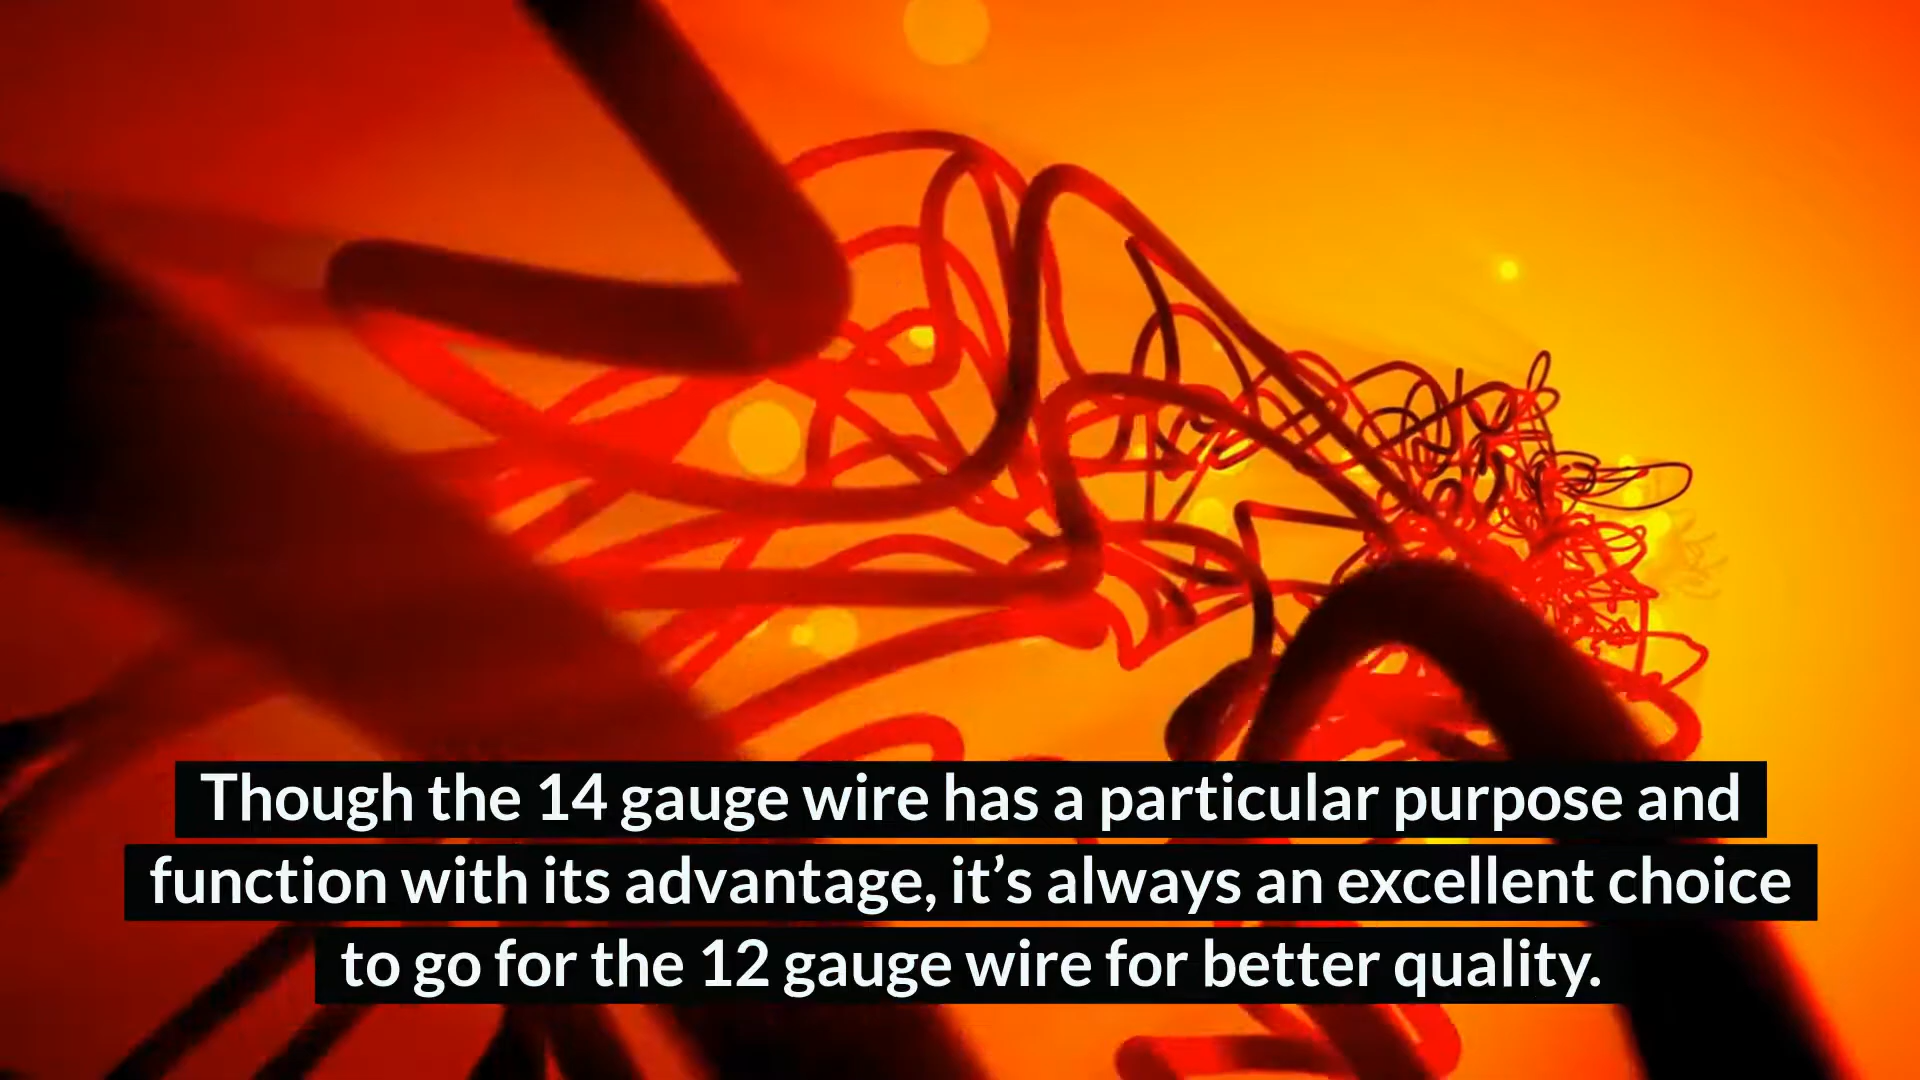 Though the 14 gauge wire has a particular purpose and
function with its advantage, it’s always an excellent choice
to go for the 12 gauge wire for better quality.